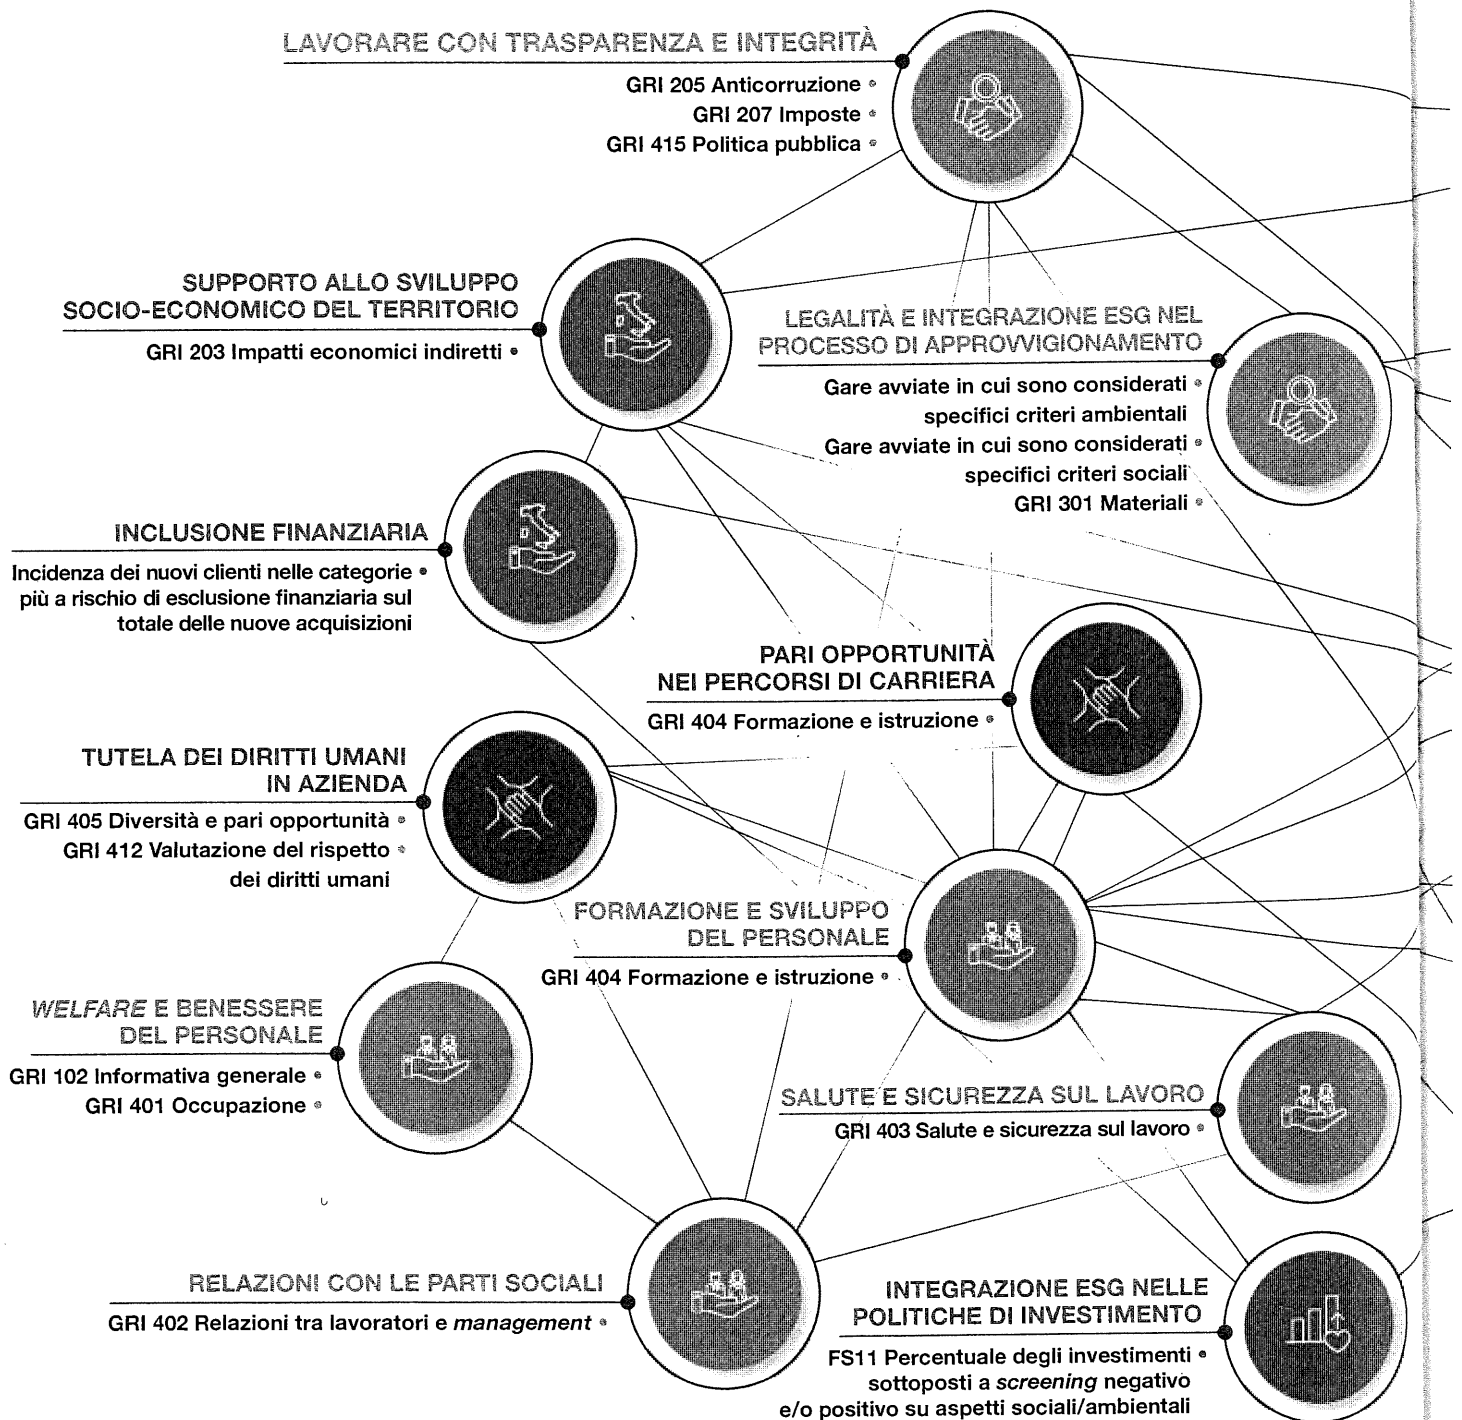 LAVORARE CON TRASPARENZA E INTEGRITÀ
GRI 205 Anticorruzione
GRI 207 Imposte
GRI 415 Politica pubblica
SUPPORTO ALLO SVILUPPO
SOCIO-ECONOMICO DEL TERRITORIO
GRI 203 Impatti economici indiretti
LEGALITÀ E INTEGRAZIONE ESG NEL
PROCESSO DI APPROVVIGIONAMENTO
Gare avviate in cui sono considerati
specifici criteri ambientali
Gare avviate in cui sono considerati
specifici criteri sociali
GRI 301 Materiali
INCLUSIONE FINANZIARIA
Incidenza dei nuovi clienti nelle categorie
più a rischio di esclusione finanziaria sul
totale delle nuove acquisizioni
PARI OPPORTUNITÀ
NEI PERCORSI DI CARRIERA
GRI 404 Formazione e istruzione
TUTELA DEI DIRITTI UMANI
IN AZIENDA
GRI 405 Diversità e pari opportunità
GRI 412 Valutazione del rispetto
dei diritti umani
FORMAZIONE E SVILUPPO
DEL PERSONALE
GRI 404 Formazione e istruzione
WELFARE E BENESSERE
DEL PERSONALE
GRI 102 Informativa generale
GRI 401 Occupazione
SALUTE E SICUREZZA SUL LAVORO
GRI 403 Salute e sicurezza sul lavoro
RELAZIONI CON LE PARTI SOCIALI
GRI 402 Relazioni tra lavoratori e management
INTEGRAZIONE ESG NELLE
POLITICHE DI INVESTIMENTO
FS11 Percentuale degli investimenti
sottoposti a screening negativo
e/o positivo su aspetti sociali/ambientali